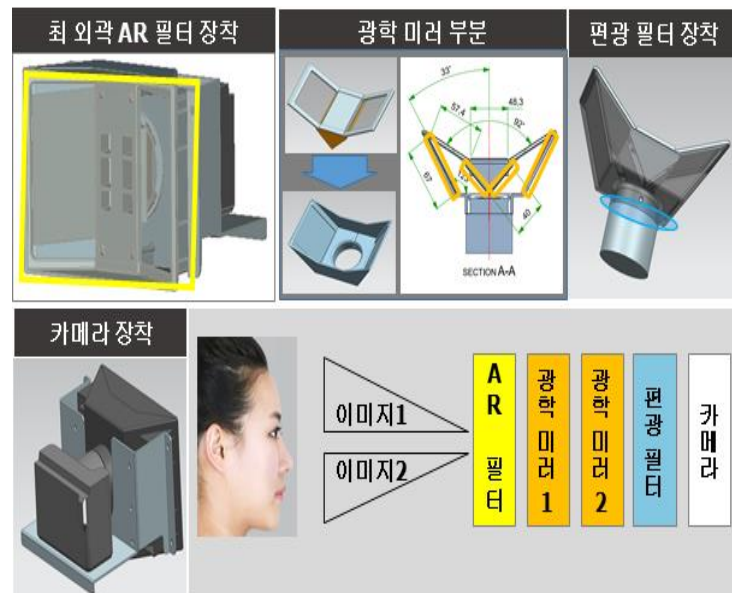 최 외곽 AR 필터 장착
광학 미러 부분
편광 필터 장착
33°
57,4
48,3
92°
67
40
SECTION A-A
카메라 장착
이미지1
이미지2
AR 필터
광학 미러 1
광학 미러 2
편광 필터
카메라